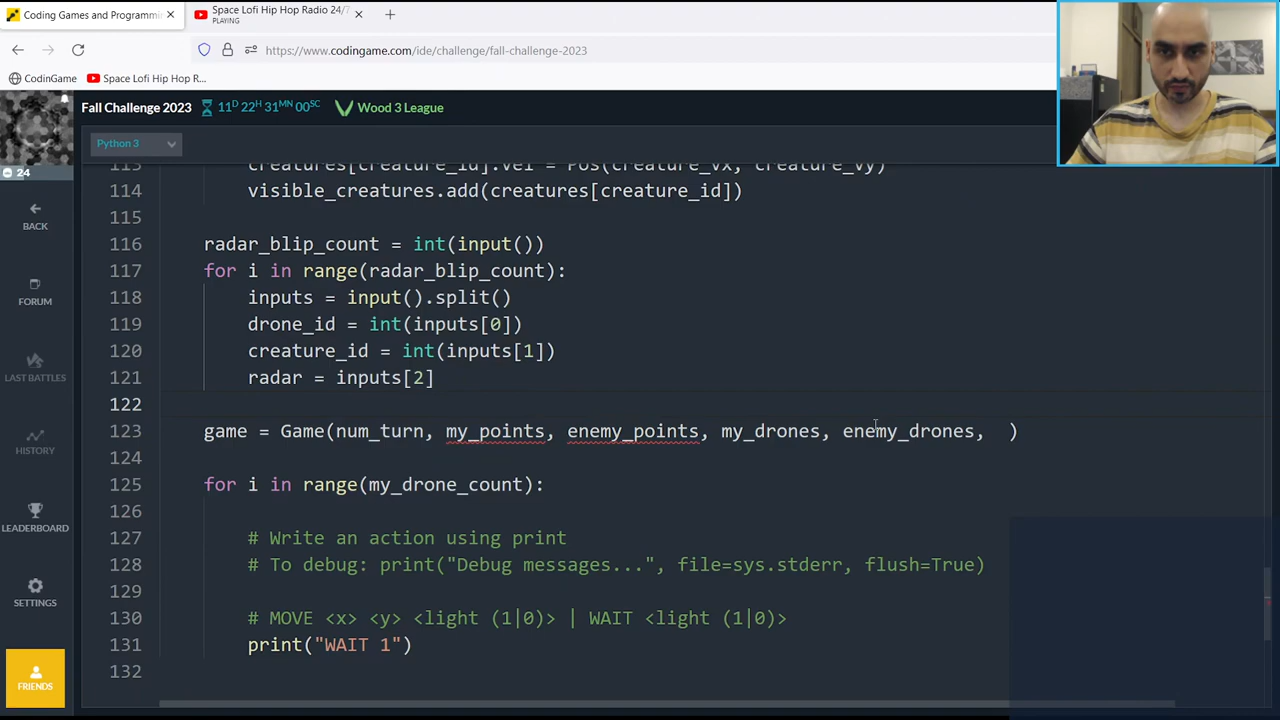 Coding Games and Programmin
Space Lofi Hip Hop Radio 24/7
PLAYING
https://www.codingame.com/ide/challenge/fall-challenge-2023
CodinGame
Space Lofi Hip Hop R...
Fall Challenge 2023
11D 22H 31MN 00SC
Wood 3 League
Python 3
24
BACK
FORUM
LAST BATTLES
HISTORY
LEADERBOARD
SETTINGS
FRIENDS
113 creatures[creature_id].vel = Pos(creature_vx, creature_vy)
114 visible_creatures.add(creatures[creature_id])
115
116 radar_blip_count = int(input())
117 for i in range(radar_blip_count):
118 inputs = input().split()
119 drone_id = int(inputs[0])
120 creature_id = int(inputs[1])
121 radar = inputs[2]
122
123 game = Game(num_turn, my_points, enemy_points, my_drones, enemy_drones,  )
124
125 for i in range(my_drone_count):
126
127 # Write an action using print
128 # To debug: print("Debug messages...", file=sys.stderr, flush=True)
129
130 # MOVE <x> <y> <light (1|0)> | WAIT <light (1|0)>
131 print("WAIT 1")
132